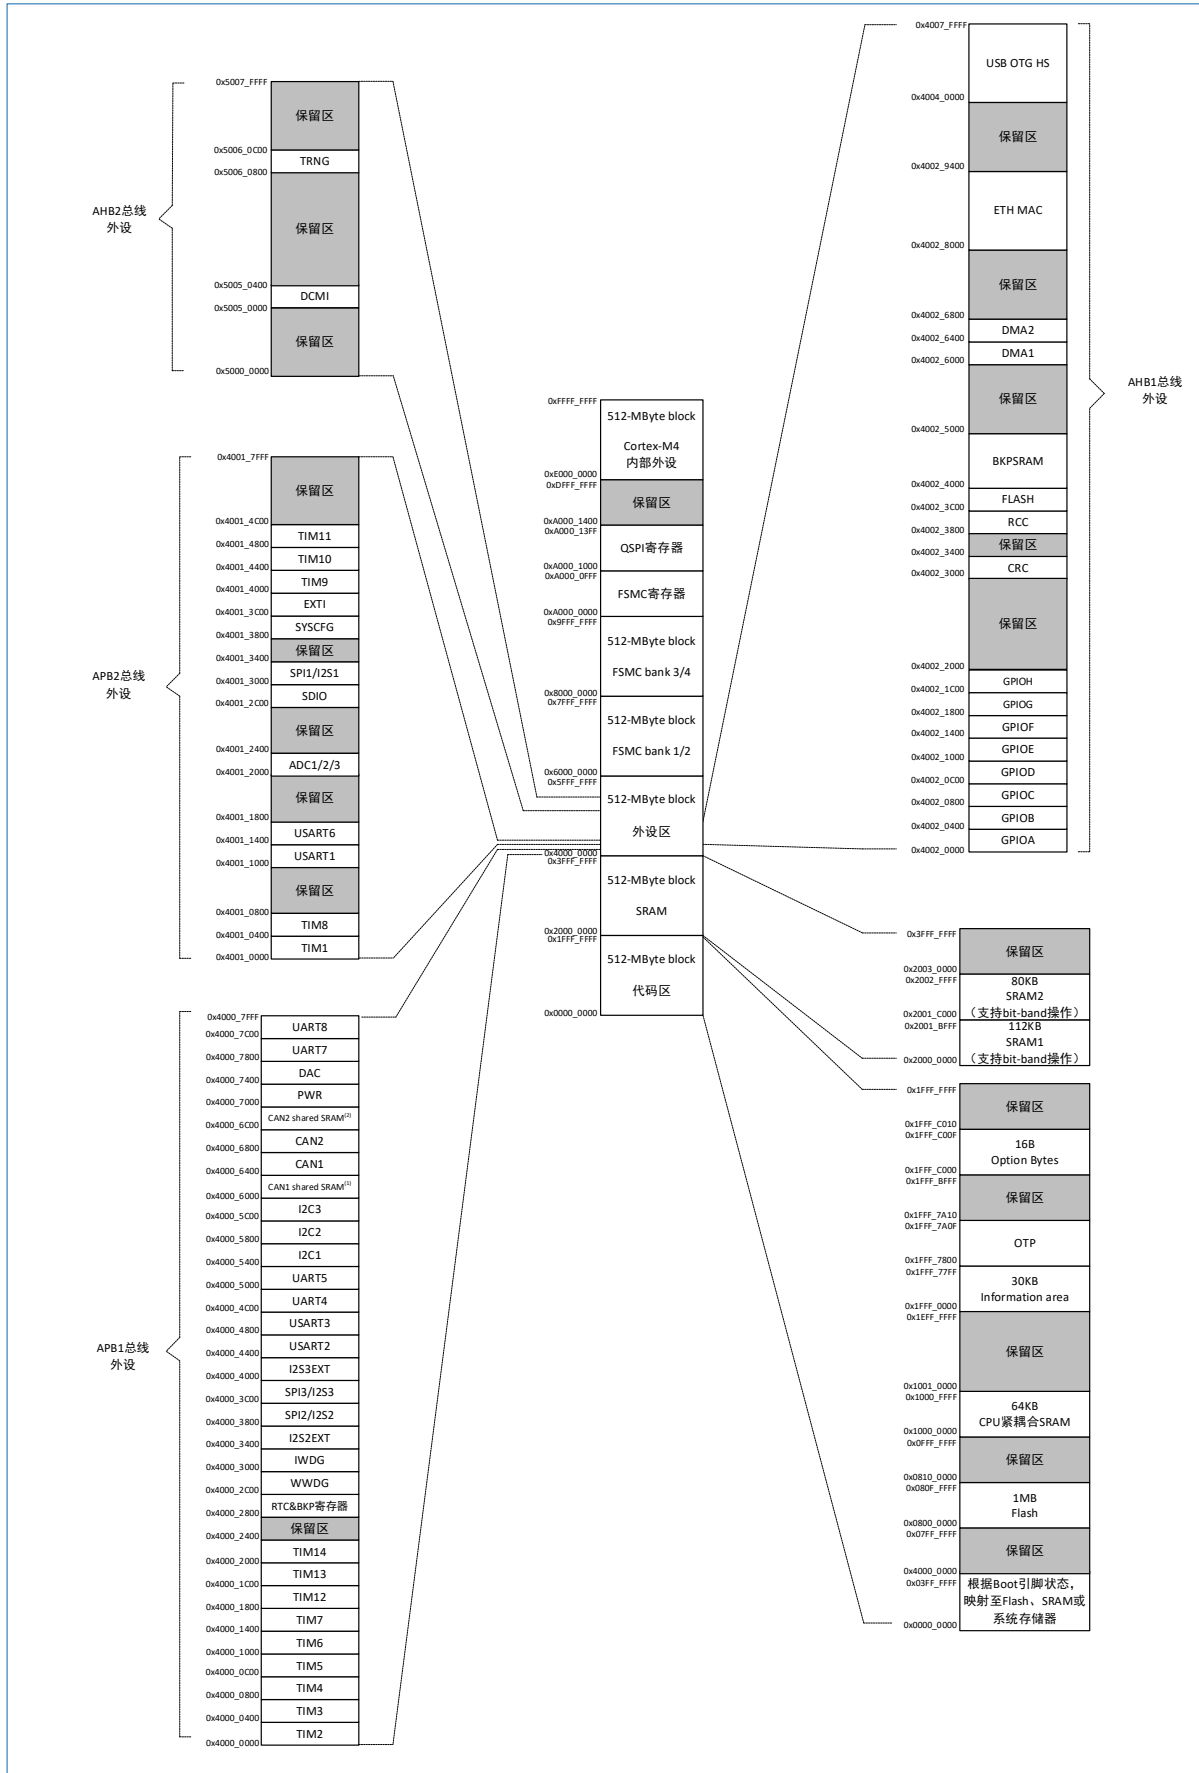 0x5007_FFFF
保留区
0x5006_0C00
TRNG
0x5006_0800
保留区
0x5005_0400
DCMI
0x5005_0000
保留区
0x5000_0000
AHB2总线
外设
0x4001_7FFF
保留区
0x4001_4C00
TIM11
0x4001_4800
TIM10
0x4001_4400
TIM9
0x4001_4000
EXTI
0x4001_3C00
SYSCFG
0x4001_3800
保留区
0x4001_3400
SPI1/I2S1
0x4001_3000
SDIO
0x4001_2C00
保留区
0x4001_2400
ADC1/2/3
0x4001_2000
保留区
0x4001_1800
USART6
0x4001_1400
USART1
0x4001_1000
保留区
0x4001_0800
TIM8
0x4001_0400
TIM1
0x4001_0000
APB2总线
外设
0x4000_7FFF
UART8
0x4000_7C00
UART7
0x4000_7800
DAC
0x4000_7400
PWR
0x4000_7000
CAN2 shared SRAM(2)
0x4000_6C00
CAN2
0x4000_6800
CAN1
0x4000_6400
CAN1 shared SRAM(1)
0x4000_6000
I2C3
0x4000_5C00
I2C2
0x4000_5800
I2C1
0x4000_5400
UART5
0x4000_5000
UART4
0x4000_4C00
USART3
0x4000_4800
USART2
0x4000_4400
I2S3EXT
0x4000_4000
SPI3/I2S3
0x4000_3C00
SPI2/I2S2
0x4000_3800
I2S2EXT
0x4000_3400
IWDG
0x4000_3000
WWDG
0x4000_2C00
RTC&BKP寄存器
0x4000_2800
保留区
0x4000_2400
TIM14
0x4000_2000
TIM13
0x4000_1C00
TIM12
0x4000_1800
TIM7
0x4000_1400
TIM6
0x4000_1000
TIM5
0x4000_0C00
TIM4
0x4000_0800
TIM3
0x4000_0400
TIM2
0x4000_0000
APB1总线
外设
0xFFFF_FFFF
512-MByte block
Cortex-M4
内部外设
0xE000_0000
0xDFFF_FFFF
保留区
0xA000_1400
0xA000_13FF
QSPI寄存器
0xA000_1000
0xA000_0FFF
FSMC寄存器
0xA000_0000
0x9FFF_FFFF
512-MByte block
FSMC bank 3/4
0x8000_0000
0x7FFF_FFFF
512-MByte block
FSMC bank 1/2
0x6000_0000
0x5FFF_FFFF
512-MByte block
外设区
0x4000_0000
0x3FFF_FFFF
512-MByte block
SRAM
0x2000_0000
0x1FFF_FFFF
512-MByte block
代码区
0x0000_0000
0x4007_FFFF
USB OTG HS
0x4004_0000
保留区
0x4002_9400
ETH MAC
0x4002_8000
保留区
0x4002_6800
DMA2
0x4002_6400
DMA1
0x4002_6000
保留区
0x4002_5000
BKPSRAM
0x4002_4000
FLASH
0x4002_3C00
RCC
0x4002_3800
保留区
0x4002_3400
CRC
0x4002_3000
保留区
0x4002_2000
GPIOH
0x4002_1C00
GPIOG
0x4002_1800
GPIOF
0x4002_1400
GPIOE
0x4002_1000
GPIOD
0x4002_0C00
GPIOC
0x4002_0800
GPIOB
0x4002_0400
GPIOA
0x4002_0000
AHB1总线
外设
0x3FFF_FFFF
保留区
0x2003_0000
0x2002_FFFF
80KB
SRAM2
（支持bit-band操作）
0x2001_C000
0x2001_BFFF
112KB
SRAM1
（支持bit-band操作）
0x2000_0000
0x1FFF_FFFF
保留区
0x1FFF_C010
0x1FFF_C00F
16B
Option Bytes
0x1FFF_C000
0x1FFF_BFFF
保留区
0x1FFF_7A10
0x1FFF_7A0F
OTP
0x1FFF_7800
0x1FFF_77FF
30KB
Information area
0x1FFF_0000
0x1EFF_FFFF
保留区
0x1001_0000
0x1000_FFFF
64KB
CPU紧耦合SRAM
0x1000_0000
0x0FFF_FFFF
保留区
0x0810_0000
0x080F_FFFF
1MB
Flash
0x0800_0000
0x07FF_FFFF
保留区
0x4000_0000
0x03FF_FFFF
根据Boot引脚状态，
映射至Flash、SRAM或
系统存储器
0x0000_0000